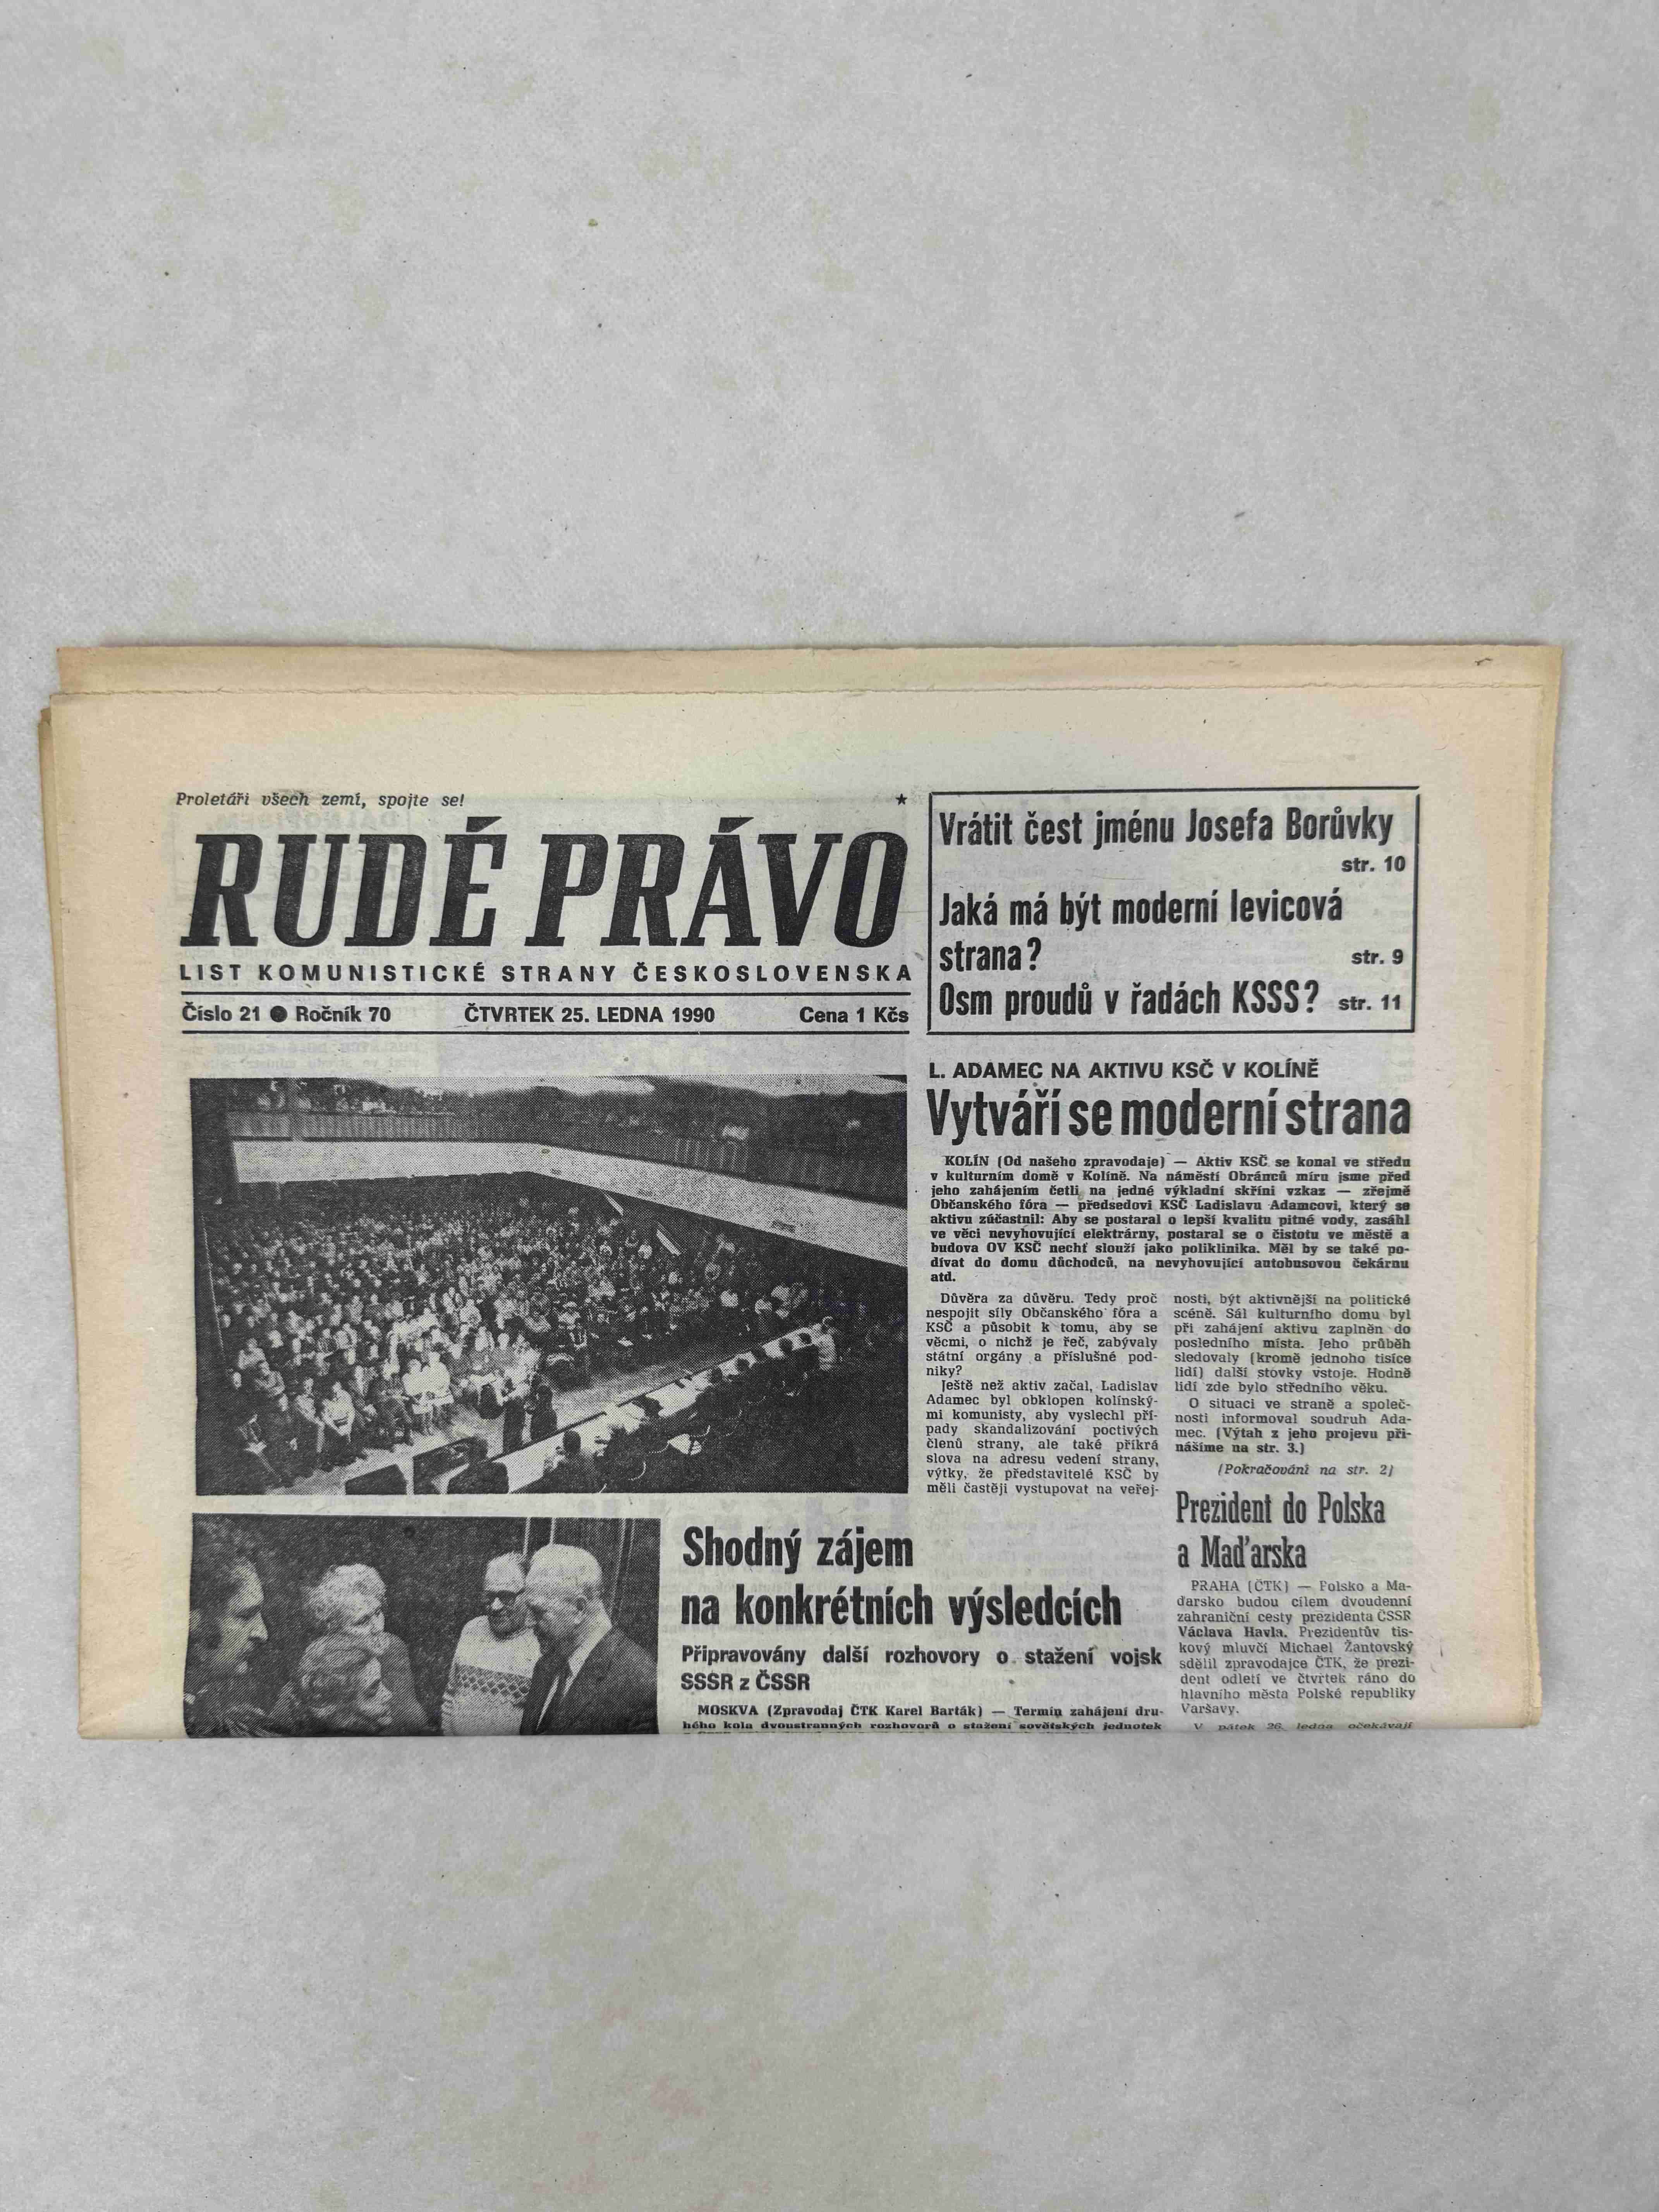 Proletáři všech zemí, spojte se!
RUDÉ PRÁVO
LIST KOMUNISTICKÉ STRANY ČESKOSLOVENSKA
Číslo 21 ● Ročník 70 ČTVRTEK 25. LEDNA 1990 Cena 1 Kčs
Vrátit čest jménu Josefa Borůvky
str. 10
Jaká má být moderní levicová
strana? str. 9
Osm proudů v řadách KSSS? str. 11
L. ADAMEC NA AKTIVU KSČ V KOLÍNĚ
Vytváří se moderní strana
KOLÍN (Od našeho zpravodaje) — Aktiv KSČ se konal ve středu
v kulturním domě v Kolíně. Na náměstí Obránců míru jsme před
jeho zahájením četli na jedné výkladní skříni vzkaz — zřejmě
Občanského fóra — předsedovi KSČ Ladislavu Adamcovi, který se
aktivu zúčastnil: Aby se postaral o lepší kvalitu pitné vody, zasáhl
ve věci nevyhovující elektrárny, postaral se o čistotu ve městě a
budova OV KSČ nechť slouží jako poliklinika. Měl by se také po-
dívat do domu důchodců, na nevyhovující autobusovou čekárnu
atd.
Důvěra za důvěru. Tedy proč
nespojit síly Občanského fóra a
KSČ a působit k tomu, aby se
věcmi, o nichž je řeč, zabývaly
státní orgány a příslušné pod-
niky?
Ještě než aktiv začal, Ladislav
Adamec byl obklopen kolínský-
mi komunisty, aby vyslechl pří-
pady skandalizování poctivých
členů strany, ale také příkrá
slova na adresu vedení strany,
výtky, že představitelé KSČ by
měli častěji vystupovat na veřej-
nosti, být aktivnější na politické
scéně. Sál kulturního domu byl
při zahájení aktivu zaplněn do
posledního místa. Jeho průběh
sledovaly (kromě jednoho tisíce
lidí) další stovky vstoje. Hodně
lidí zde bylo středního věku.
O situaci ve straně a společ-
nosti informoval soudruh Ada-
mec. (Výtah z jeho projevu při-
nášíme na str. 3.)
(Pokračování na str. 2)
Shodný zájem
na konkrétních výsledcích
Připravovány další rozhovory o stažení vojsk
SSSR z ČSSR
MOSKVA (Zpravodaj ČTK Karel Barták) — Termín zahájení dru-
hého kola dvoustranných rozhovorů o stažení sovětských jednotek
Prezident do Polska
a Maďarska
PRAHA (ČTK) — Polsko a Ma-
ďarsko budou cílem dvoudenní
zahraniční cesty prezidenta ČSSR
Václava Havla. Prezidentův tis-
kový mluvčí Michael Žantovský
sdělil zpravodajce ČTK, že prezi-
dent odletí ve čtvrtek ráno do
hlavního města Polské republiky
Varšavy.
V pátek 26. ledna očekávají